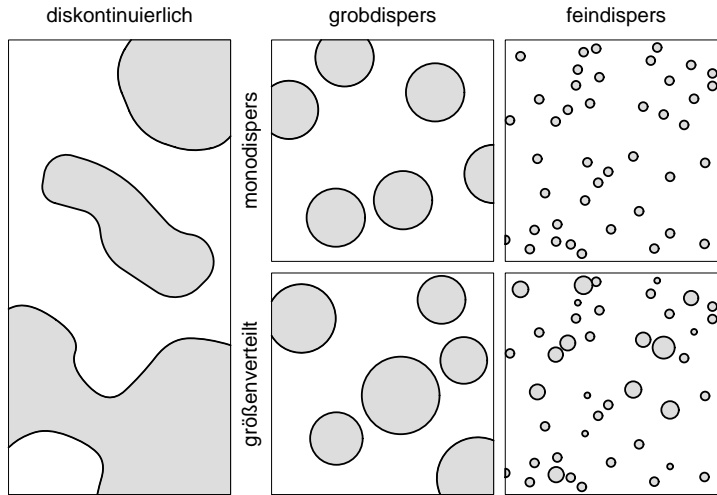 diskontinuierlich
grobdispers
feindispers
monodispers
größenverteilt